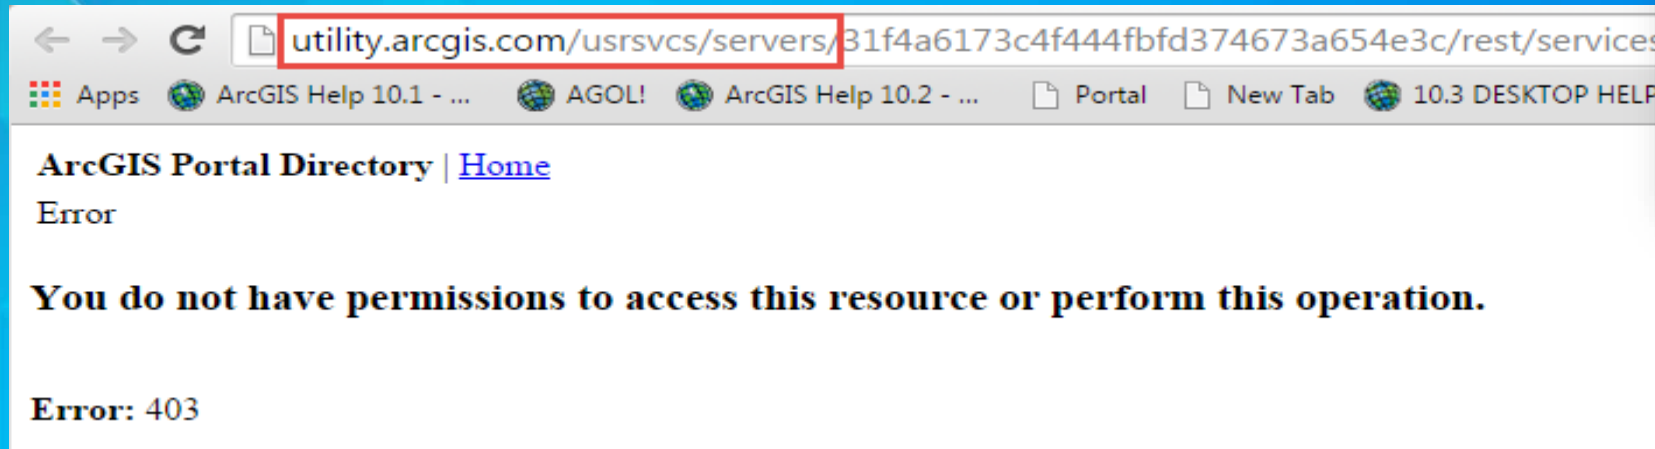 utility.arcgis.com/usrsvcs/servers/31f4a6173c4f444fbfd374673a654e3c/rest/services
Apps ArcGIS Help 10.1 - ... AGOL! ArcGIS Help 10.2 - ... Portal New Tab 10.3 DESKTOP HELP
ArcGIS Portal Directory | Home
Error
You do not have permissions to access this resource or perform this operation.
Error: 403